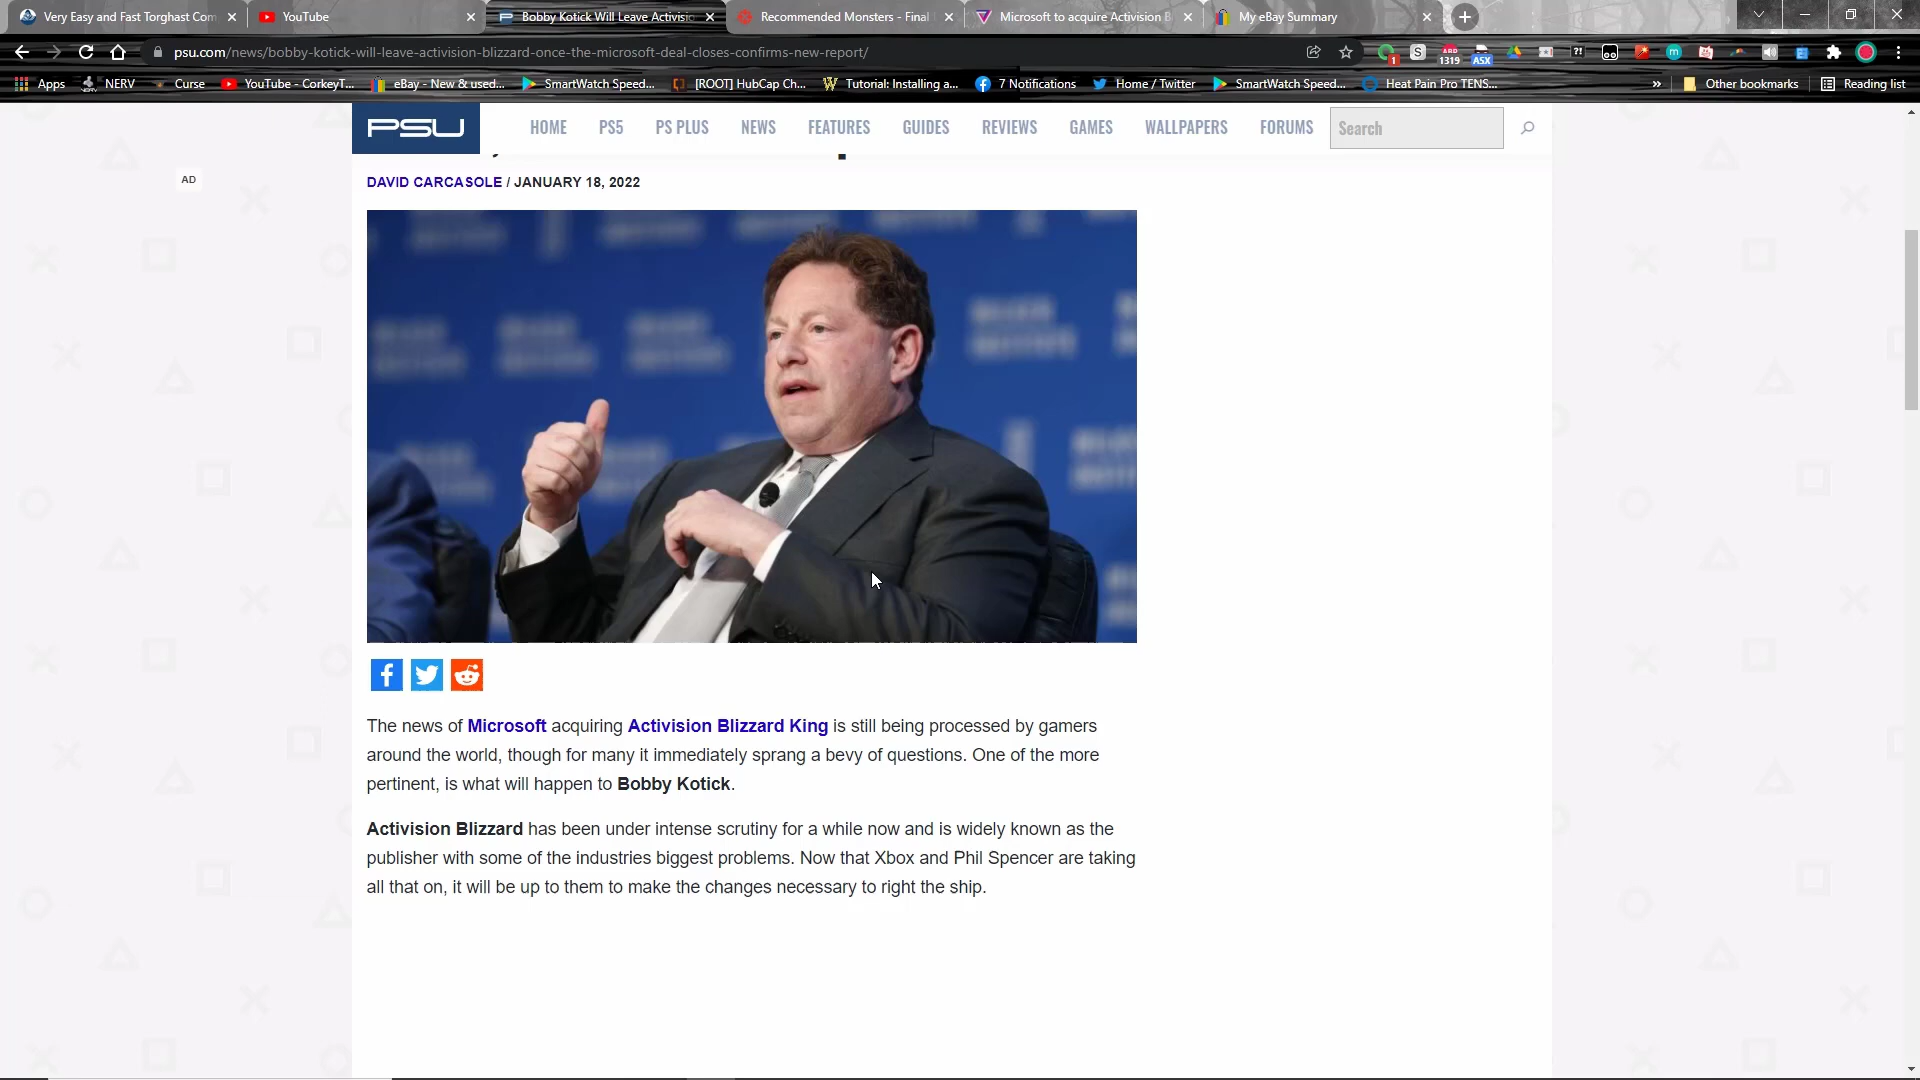 Very Easy and Fast Torghast Com
YouTube
Bobby Kotick Will Leave Activisi
Recommended Monsters - Final
Microsoft to acquire Activision B
My eBay Summary
psu.com/news/bobby-kotick-will-leave-activision-blizzard-once-the-microsoft-deal-closes-confirms-new-report/
1
S
1319
ASX
Apps
NERV
Curse
YouTube - CorkeyT...
eBay - New & used...
SmartWatch Speed...
[ROOT] HubCap Ch...
Tutorial: Installing a...
7 Notifications
Home / Twitter
SmartWatch Speed...
Heat Pain Pro TENS...
»
Other bookmarks
Reading list
PSU
HOME
PS5
PS PLUS
NEWS
FEATURES
GUIDES
REVIEWS
GAMES
WALLPAPERS
FORUMS
Search
AD
DAVID CARCASOLE / JANUARY 18, 2022
The news of Microsoft acquiring Activision Blizzard King is still being processed by gamers
around the world, though for many it immediately sprang a bevy of questions. One of the more
pertinent, is what will happen to Bobby Kotick.
Activision Blizzard has been under intense scrutiny for a while now and is widely known as the
publisher with some of the industries biggest problems. Now that Xbox and Phil Spencer are taking
all that on, it will be up to them to make the changes necessary to right the ship.